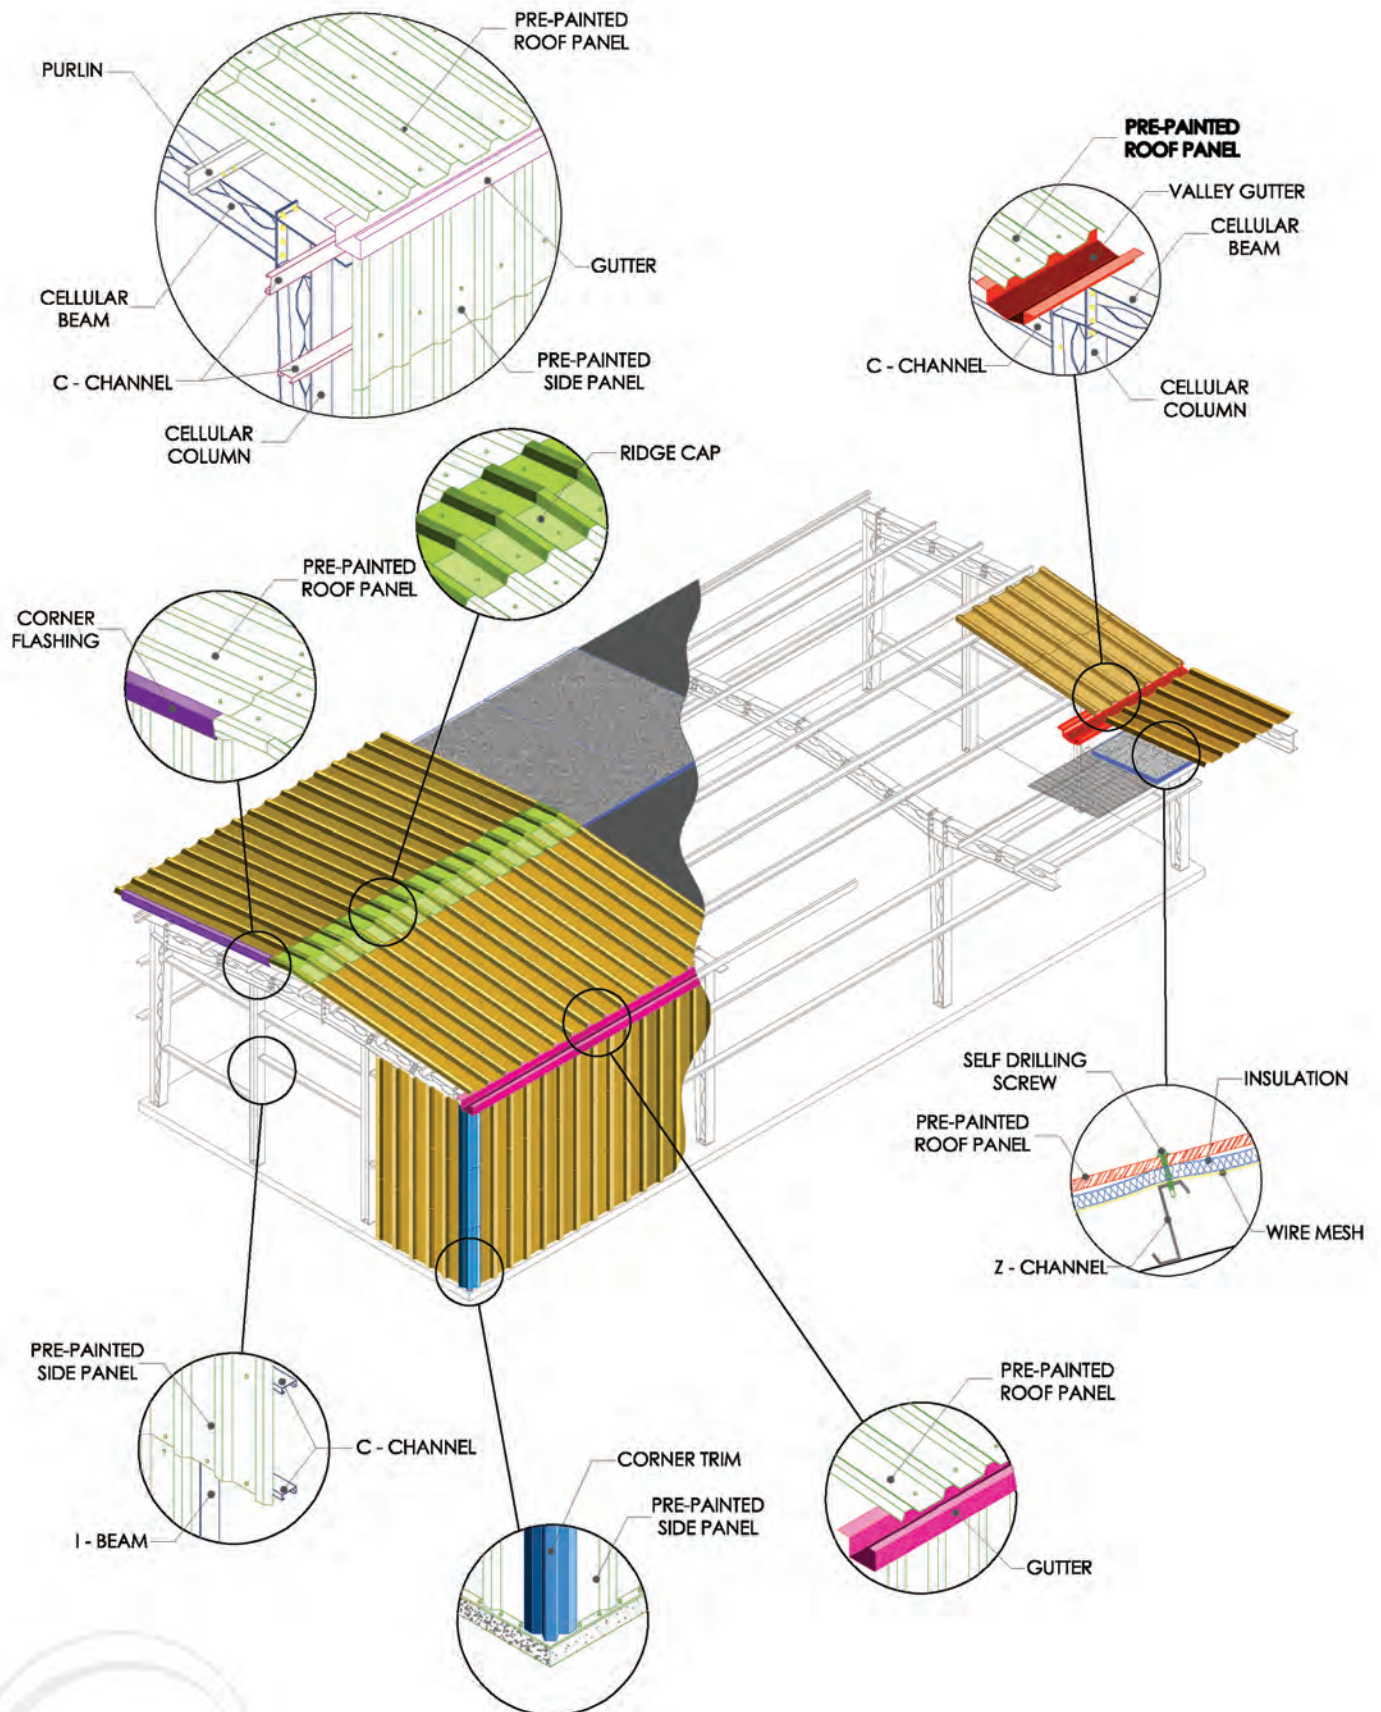 PRE-PAINTED
ROOF PANEL
PURLIN
GUTTER
CELLULAR
BEAM
PRE-PAINTED
SIDE PANEL
C - CHANNEL
CELLULAR
COLUMN
PRE-PAINTED
ROOF PANEL
VALLEY GUTTER
CELLULAR
BEAM
C - CHANNEL
CELLULAR
COLUMN
RIDGE CAP
PRE-PAINTED
ROOF PANEL
CORNER
FLASHING
SELF DRILLING
SCREW
INSULATION
PRE-PAINTED
ROOF PANEL
WIRE MESH
Z - CHANNEL
PRE-PAINTED
SIDE PANEL
C - CHANNEL
I - BEAM
CORNER TRIM
PRE-PAINTED
SIDE PANEL
PRE-PAINTED
ROOF PANEL
GUTTER